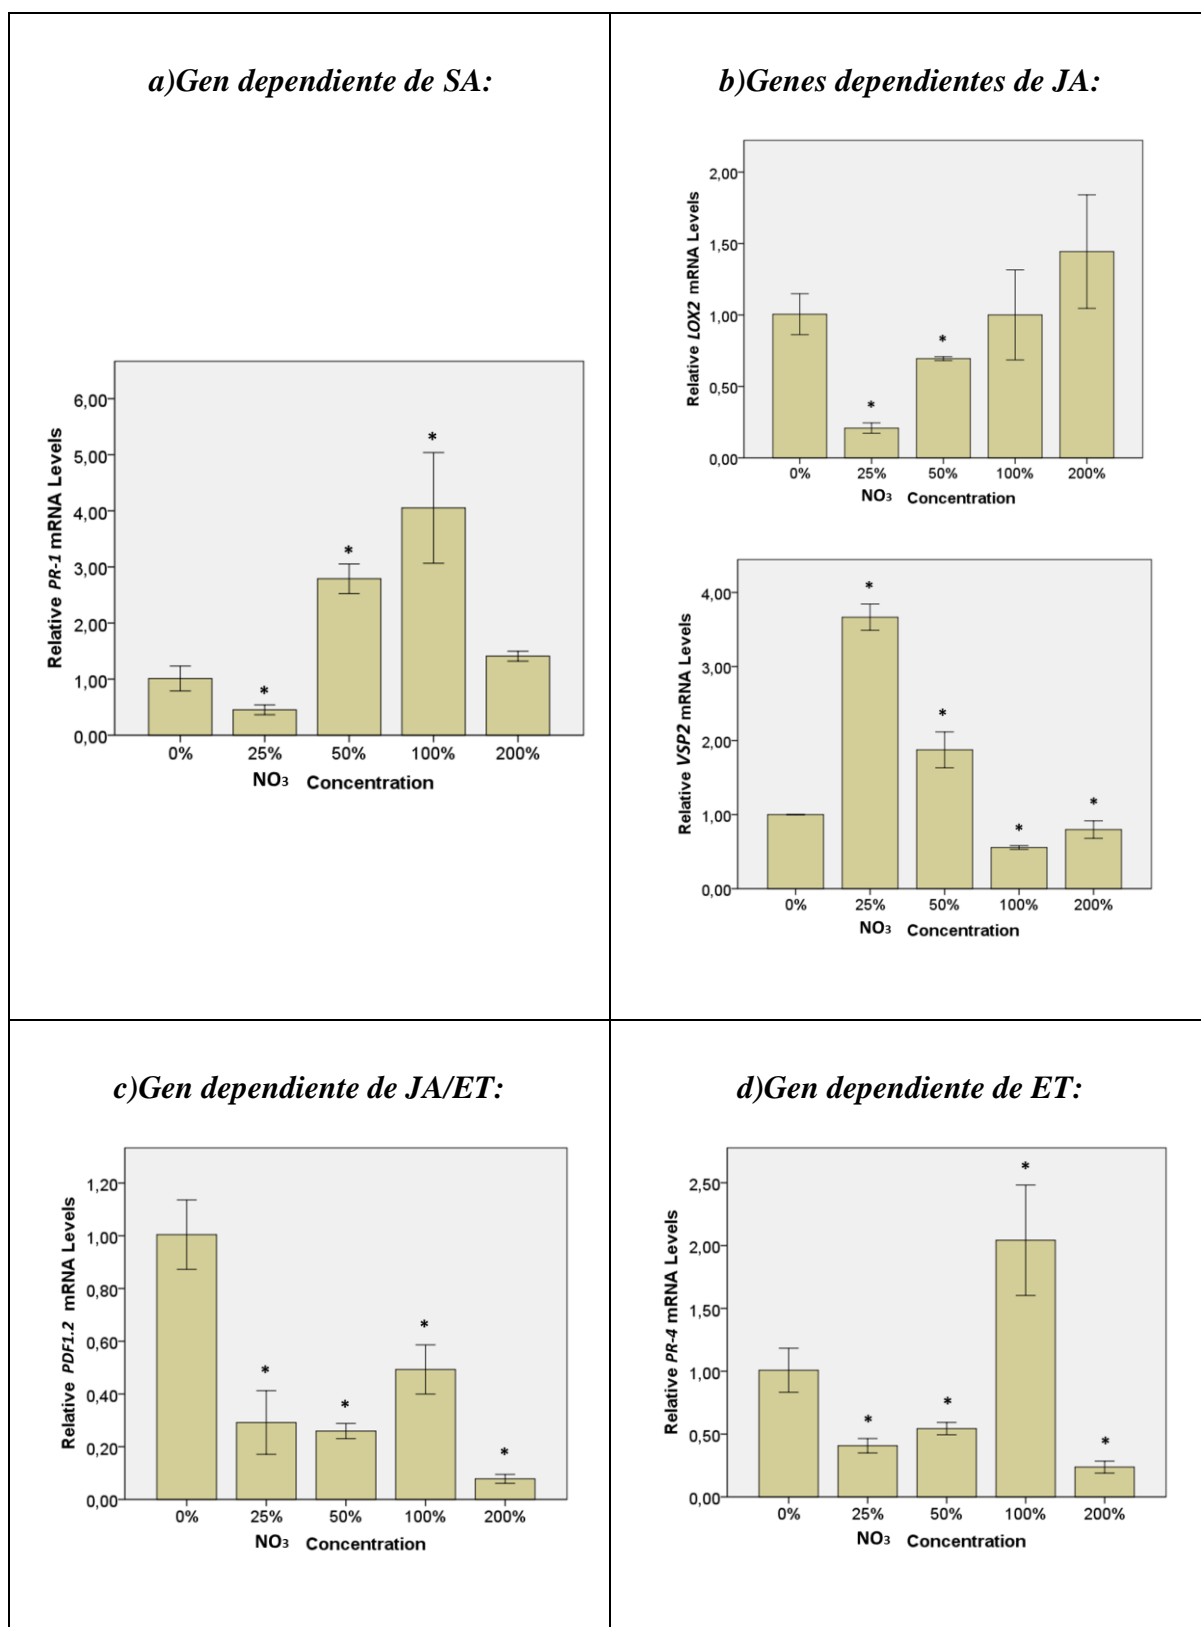 a)Gen dependiente de SA:
Relative PR-1 mRNA Levels
6,00
5,00
4,00
3,00
2,00
1,00
0,00
*
*
*
*
0% 25% 50% 100% 200%
NO3 Concentration
b)Genes dependientes de JA:
Relative LOX2 mRNA Levels
2,00
1,50
1,00
0,50
0,00
*
*
0% 25% 50% 100% 200%
NO3 Concentration
Relative VSP2 mRNA Levels
4,00
3,00
2,00
1,00
0,00
*
*
*
*
0% 25% 50% 100% 200%
NO3 Concentration
c)Gen dependiente de JA/ET:
Relative PDF1.2 mRNA Levels
1,20
1,00
0,80
0,60
0,40
0,20
0,00
*
*
*
*
0% 25% 50% 100% 200%
NO3 Concentration
d)Gen dependiente de ET:
Relative PR-4 mRNA Levels
2,50
2,00
1,50
1,00
0,50
0,00
*
*
*
*
0% 25% 50% 100% 200%
NO3 Concentration